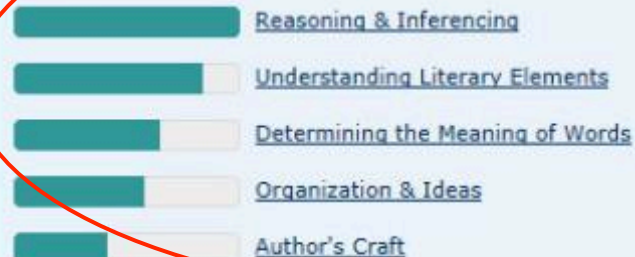 Reasoning & Inferencing
Understanding Literary Elements
Determining the Meaning of Words
Organization & Ideas
Author's Craft